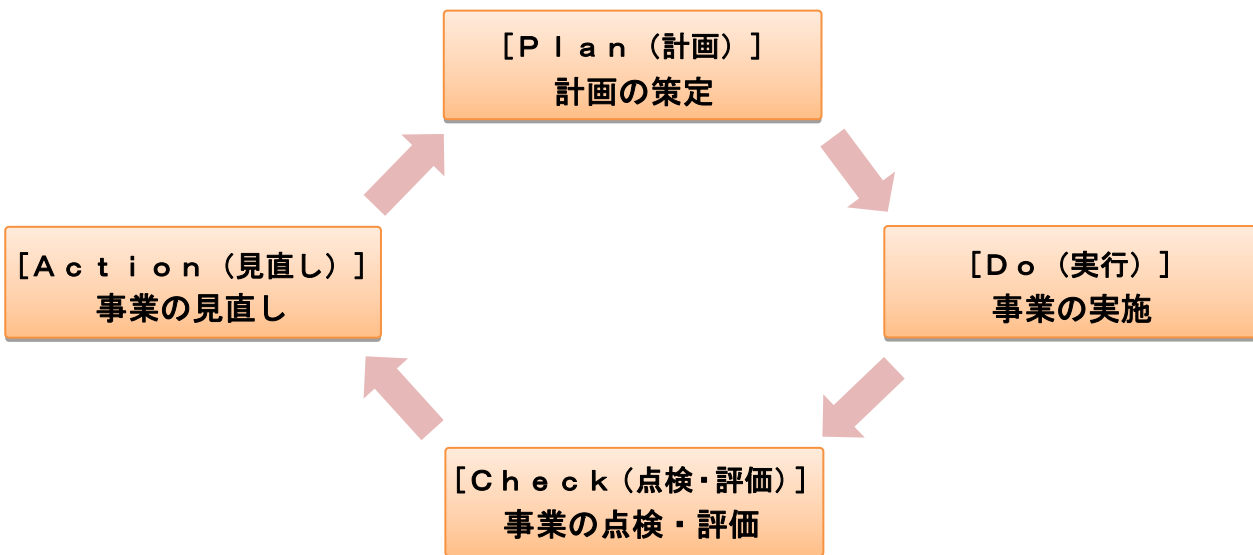 [Ｐｌａｎ（計画）]
計画の策定
[Ａｃｔｉｏｎ（見直し）]
事業の見直し
[Ｄｏ（実行）]
事業の実施
[Ｃｈｅｃｋ（点検・評価）]
事業の点検・評価